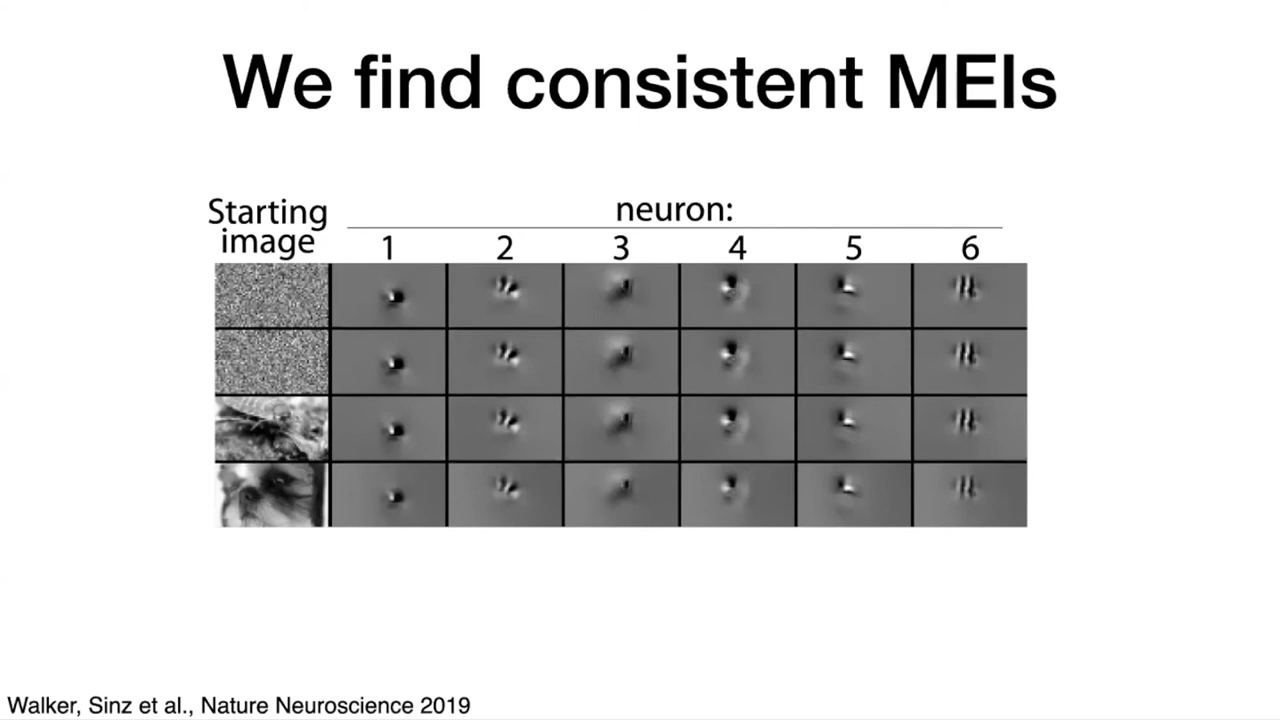 We find consistent MEIs
Starting
image
neuron:
1 2 3 4 5 6
Walker, Sinz et al., Nature Neuroscience 2019